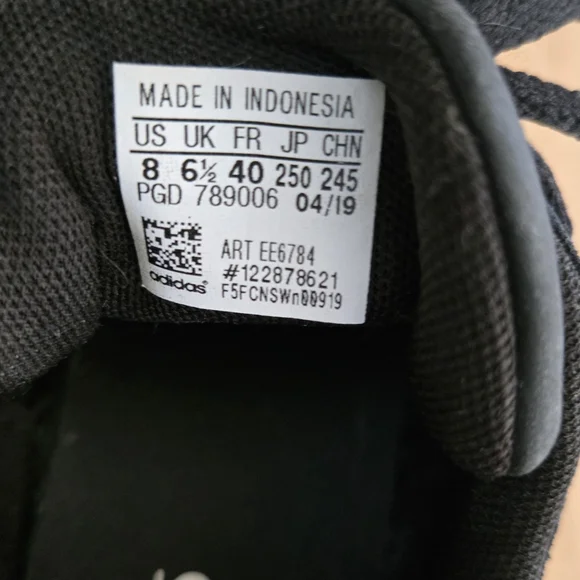 MADE IN INDONESIA
US UK FR JP CHN
8 6½ 40 250 245
PGD 789006 04/19
ART EE6784
#122878621
adidas® F5FCNSWn00919